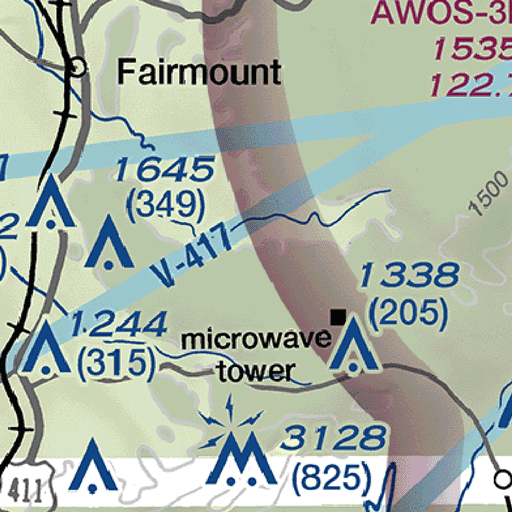 AWOS-3
1535
122.7
Fairmount
1645
(349)
1500
V-417
1338
(205)
1244
(315)
microwave
tower
3128
(825)
411